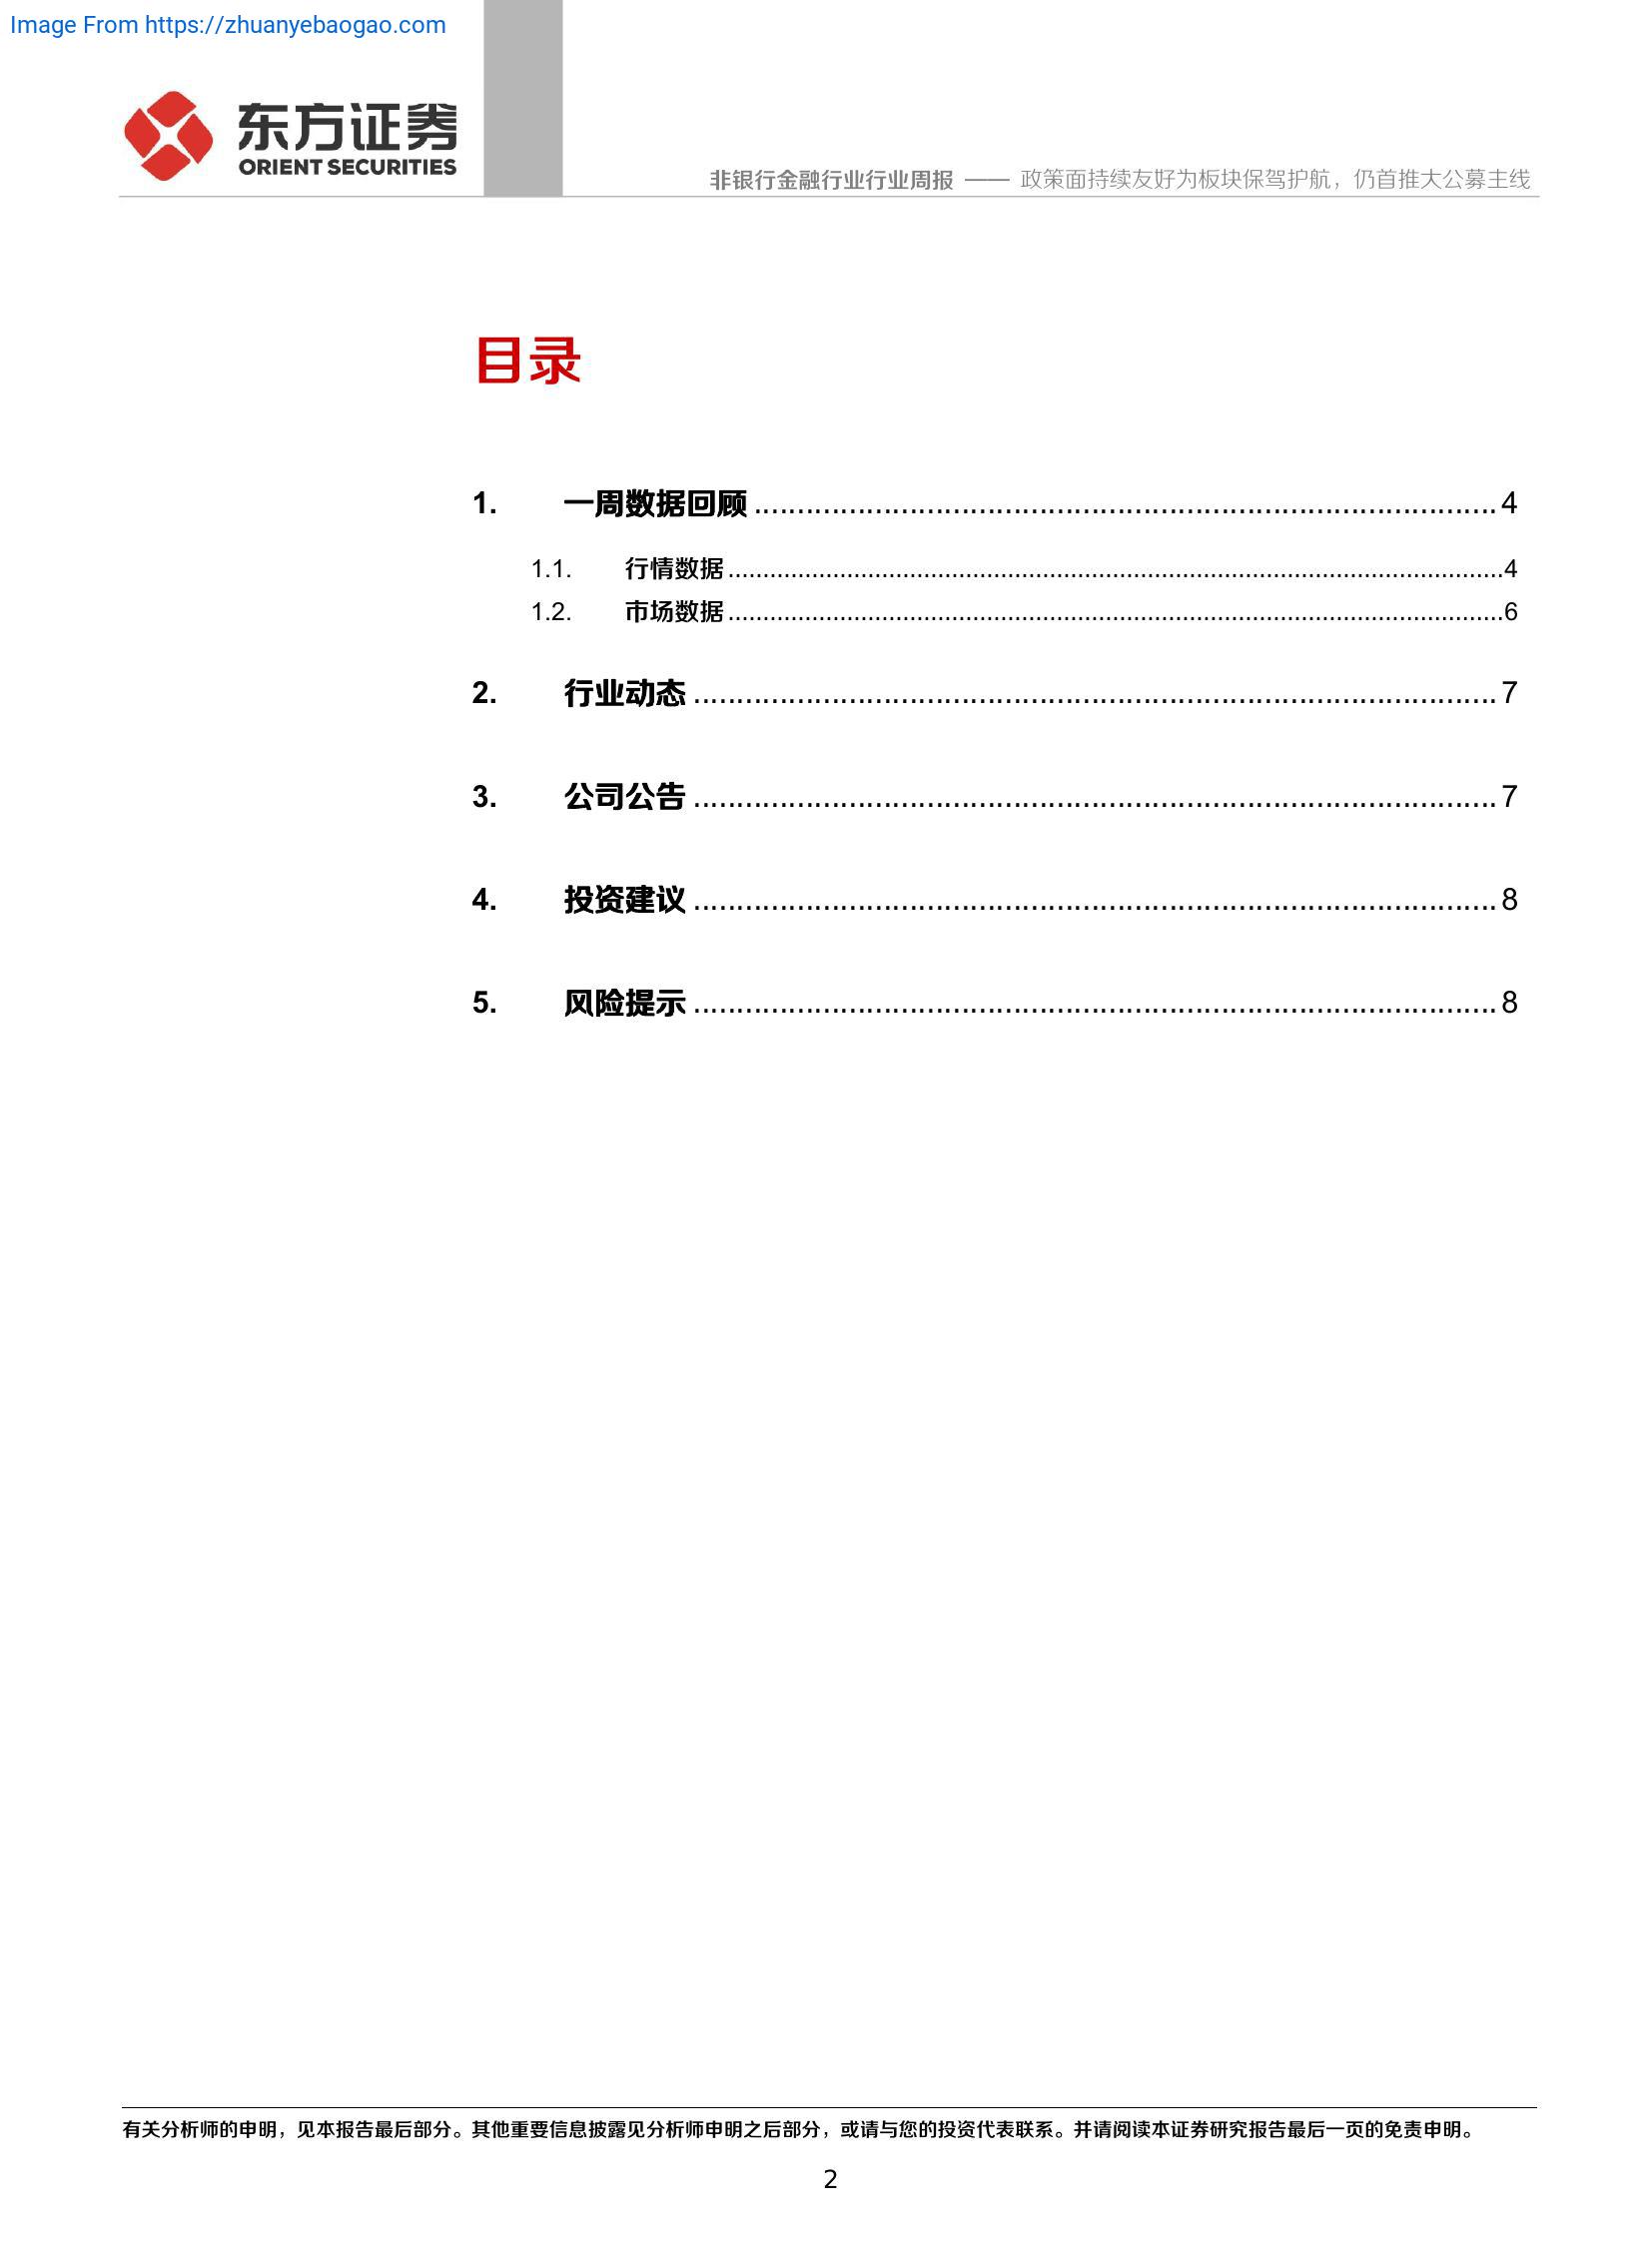 Image From https://zhuanyebaogao.com
东方证券
ORIENT SECURITIES
非银行金融行业行业周报 —— 政策面持续友好为板块保驾护航，仍首推大公募主线
目录
1. 一周数据回顾 ........................................ 4
1.1. 行情数据 ........................................ 4
1.2. 市场数据 ........................................ 6
2. 行业动态 ........................................ 7
3. 公司公告 ........................................ 7
4. 投资建议 ........................................ 8
5. 风险提示 ........................................ 8
有关分析师的申明，见本报告最后部分。其他重要信息披露见分析师申明之后部分，或请与您的投资代表联系。并请阅读本证券研究报告最后一页的免责申明。
2